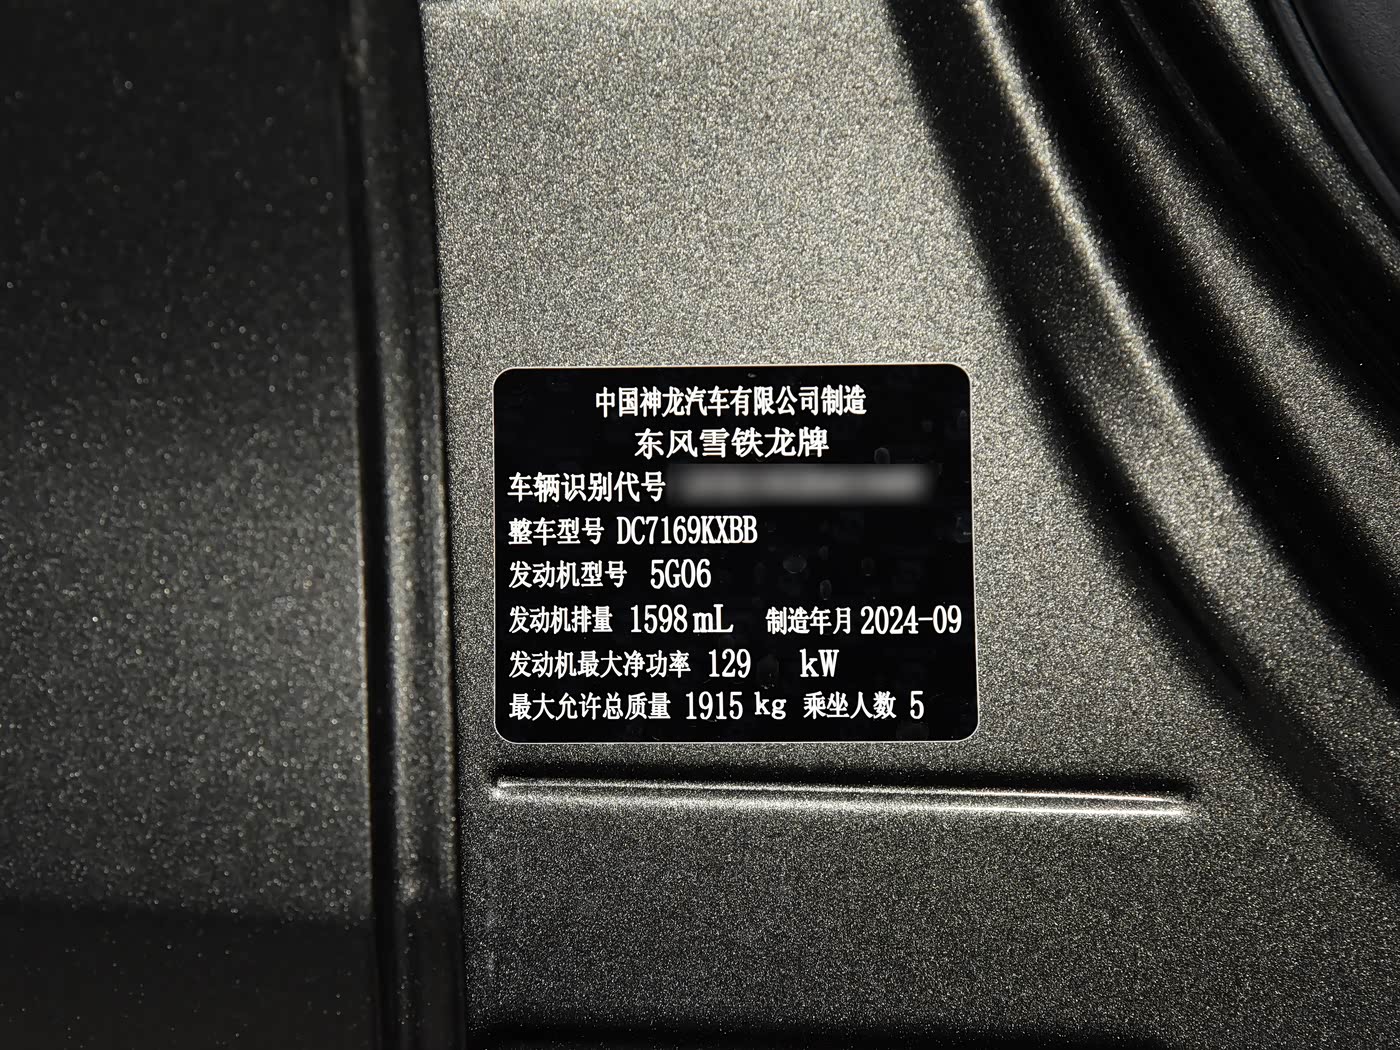 中国神龙汽车有限公司制造
东风雪铁龙牌
车辆识别代号
整车型号 DC7169KXBB
发动机型号 5G06
发动机排量 1598 mL 制造年月 2024-09
发动机最大净功率 129 kW
最大允许总质量 1915 kg 乘坐人数 5